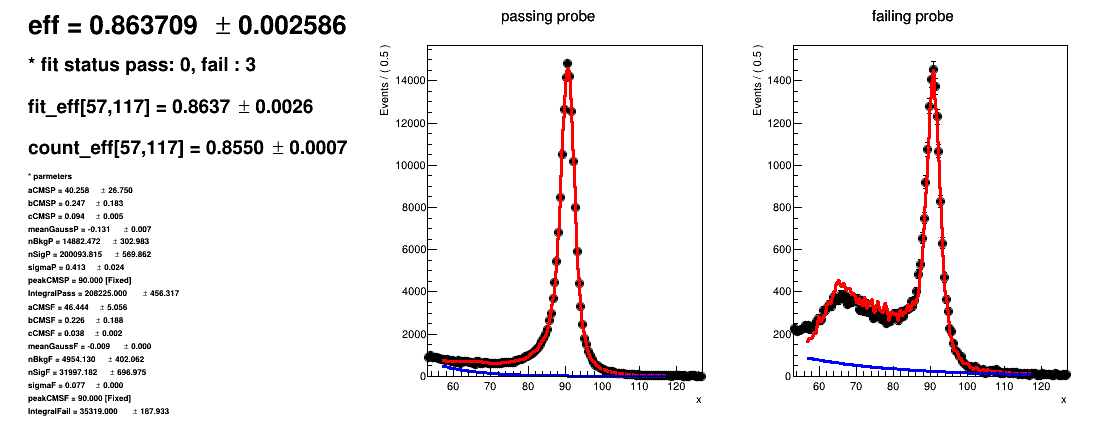 eff = 0.863709 ± 0.002586
* fit status pass: 0, fail : 3
fit_eff[57,117] = 0.8637 ± 0.0026
count_eff[57,117] = 0.8550 ± 0.0007
* parmeters
aCMSP = 40.258 ± 26.750
bCMSP = 0.247 ± 0.183
cCMSP = 0.094 ± 0.005
meanGaussP = -0.131 ± 0.007
nBkgP = 14882.472 ± 302.983
nSigP = 200093.815 ± 569.862
sigmaP = 0.413 ± 0.024
peakCMSP = 90.000 [Fixed]
IntegralPass = 208225.000 ± 456.317
aCMSF = 46.444 ± 5.056
bCMSF = 0.226 ± 0.188
cCMSF = 0.038 ± 0.002
meanGaussF = -0.009 ± 0.000
nBkgF = 4954.130 ± 402.062
nSigF = 31997.182 ± 696.975
sigmaF = 0.077 ± 0.000
peakCMSF = 90.000 [Fixed]
IntegralFail = 35319.000 ± 187.933
passing probe
Events / ( 0.5 )
14000
12000
10000
8000
6000
4000
2000
0
60 70 80 90 100 110 120
x
failing probe
Events / ( 0.5 )
1400
1200
1000
800
600
400
200
0
60 70 80 90 100 110 120
x